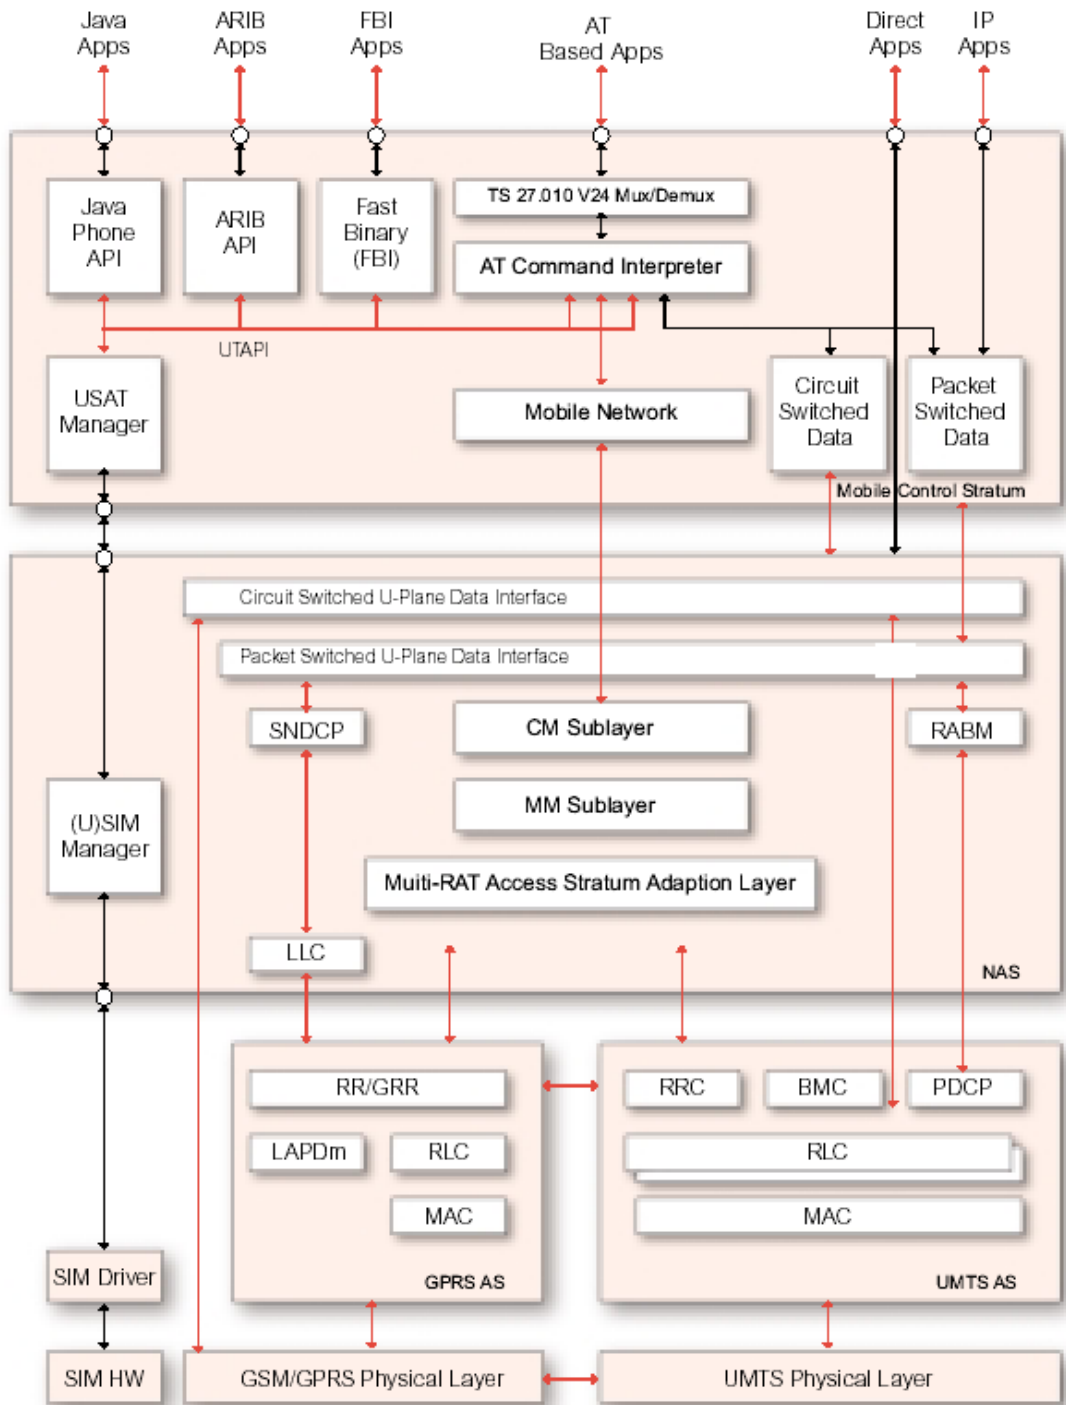 Java
Apps
ARIB
Apps
FBI
Apps
AT
Based Apps
Direct
Apps
IP
Apps
Java
Phone
API
ARIB
API
Fast
Binary
(FBI)
TS 27.010 V24 Mux/Demux
AT Command Interpreter
UTAPI
USAT
Manager
Mobile Network
Circuit
Switched
Data
Packet
Switched
Data
Mobile Control Stratum
Circuit Switched U-Plane Data Interface
Packet Switched U-Plane Data Interface
SNDCP
CM Sublayer
RABM
(U)SIM
Manager
MM Sublayer
Muiti-RAT Access Stratum Adaption Layer
LLC
NAS
RR/GRR
RRC
BMC
PDCP
LAPDm
RLC
RLC
MAC
MAC
SIM Driver
GPRS AS
UMTS AS
SIM HW
GSM/GPRS Physical Layer
UMTS Physical Layer